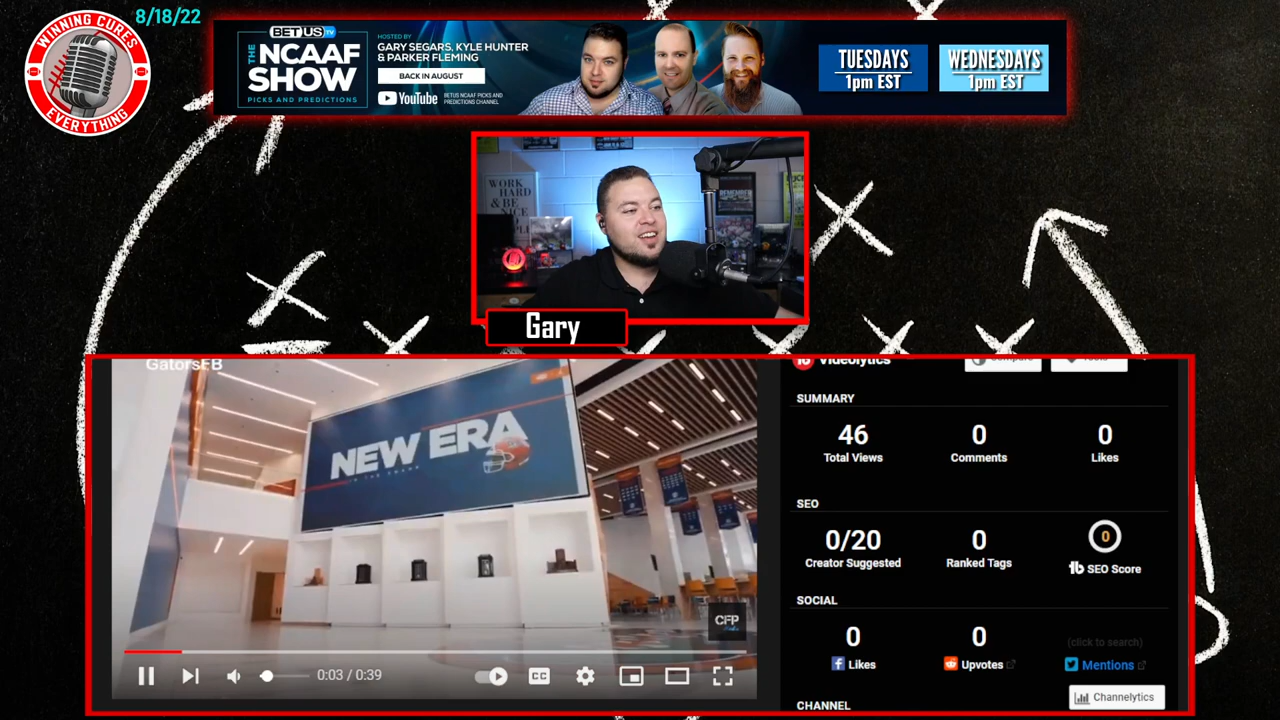 8/18/22
WINNING CURES
EVERYTHING
BETUS TV
THE
NCAAF
SHOW
PICKS AND PREDICTIONS
HOSTED BY
GARY SEGARS, KYLE HUNTER
& PARKER FLEMING
BACK IN AUGUST
YouTube
BETUS NCAAF PICKS AND
PREDICTIONS CHANNEL
TUESDAYS
1pm EST
WEDNESDAYS
1pm EST
WORK
HARD
& BE
NICE
REMEMBER
Gary
GatorsFB
NEW ERA
CFP
0:03 / 0:39
CC
Videolytics
SUMMARY
46
Total Views
0
Comments
0
Likes
SEO
0/20
Creator Suggested
0
Ranked Tags
0
SEO Score
SOCIAL
0
Likes
0
Upvotes
(click to search)
Mentions
CHANNEL
Channelytics